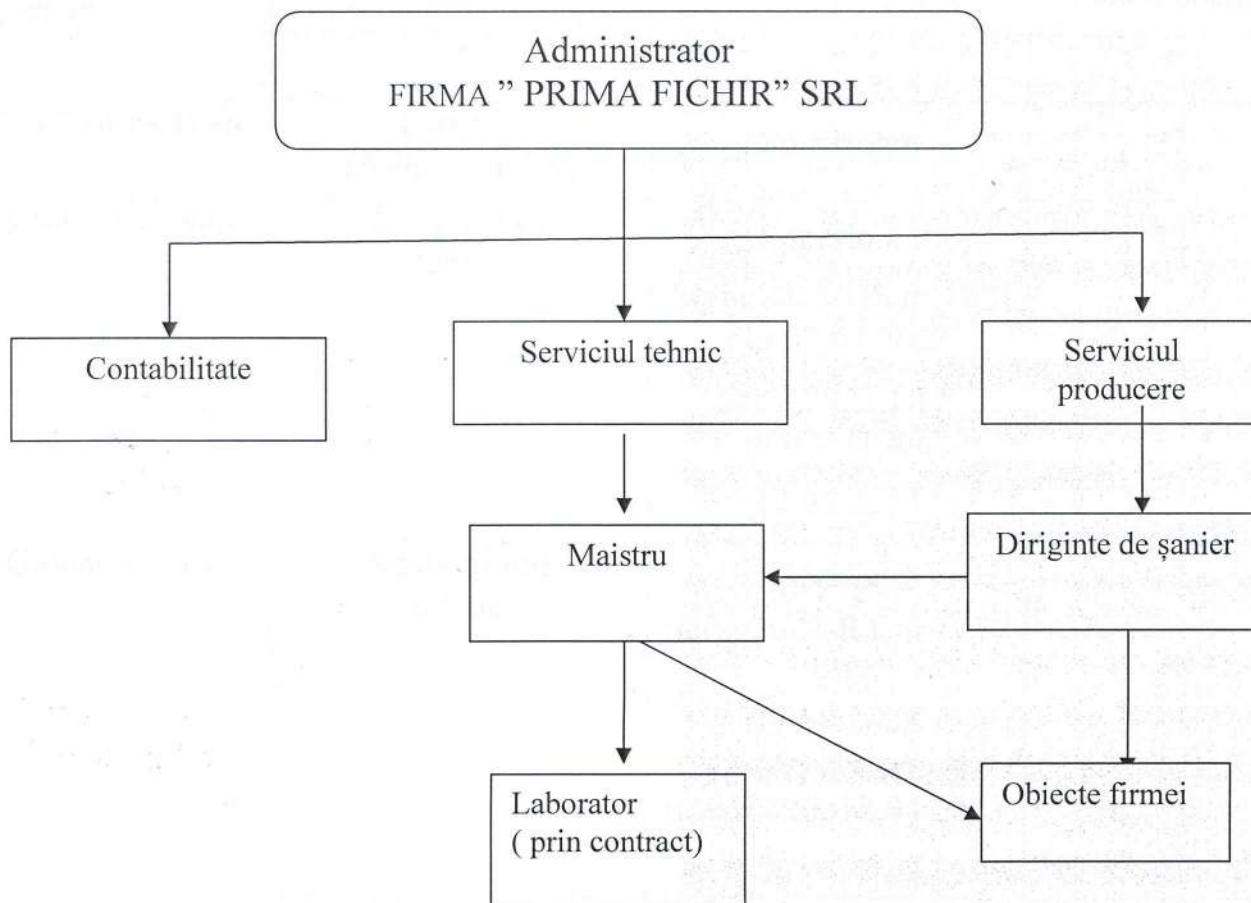 Administrator
FIRMA ” PRIMA FICHIR” SRL
Contabilitate
Serviciul tehnic
Serviciul
producere
Maistru
Diriginte de șanier
Laborator
( prin contract)
Obiecte firmei